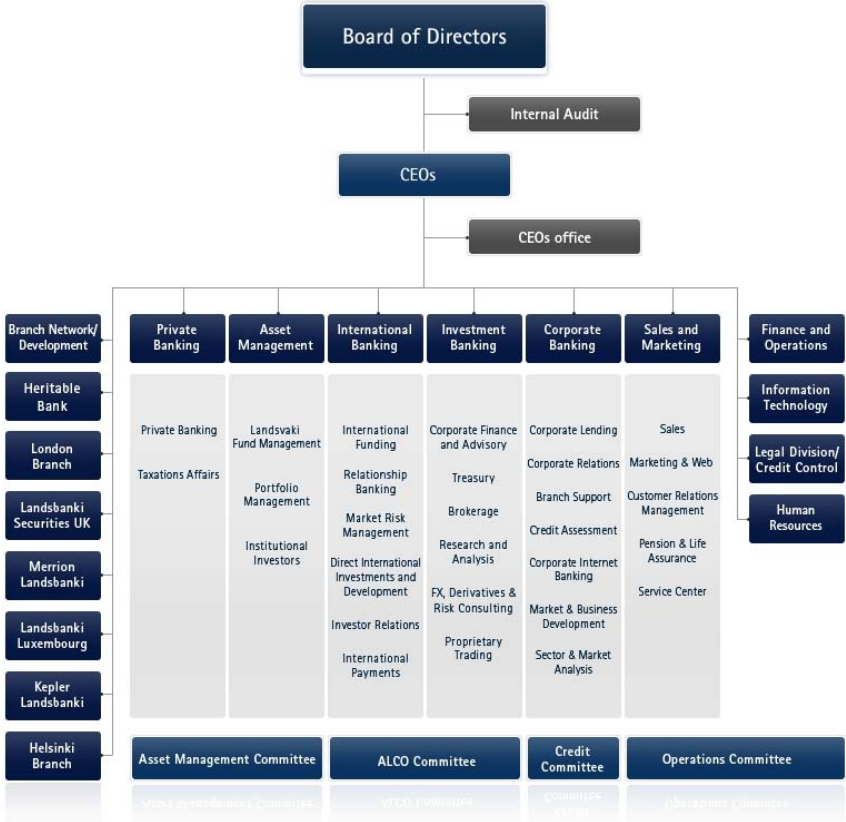 Board of Directors
Internal Audit
CEOs
CEOs office
Branch Network/
Development
Heritable
Bank
London
Branch
Landsbanki
Securities UK
Merrion
Landsbanki
Landsbanki
Luxembourg
Kepler
Landsbanki
Helsinki
Branch
Private
Banking
Private Banking
Taxations Affairs
Asset
Management
Landsvaki
Fund Management
Portfolio
Management
Institutional
Investors
International
Banking
International
Funding
Relationship
Banking
Market Risk
Management
Direct International
Investments and
Development
Investor Relations
International
Payments
Investment
Banking
Corporate Finance
and Advisory
Treasury
Brokerage
Research and
Analysis
FX, Derivatives &
Risk Consulting
Proprietary
Trading
Corporate
Banking
Corporate Lending
Corporate Relations
Branch Support
Credit Assessment
Corporate Internet
Banking
Market & Business
Development
Sector & Market
Analysis
Sales and
Marketing
Sales
Marketing & Web
Customer Relations
Management
Pension & Life
Assurance
Service Center
Finance and
Operations
Information
Technology
Legal Division/
Credit Control
Human
Resources
Asset Management Committee
ALCO Committee
Credit
Committee
Operations Committee